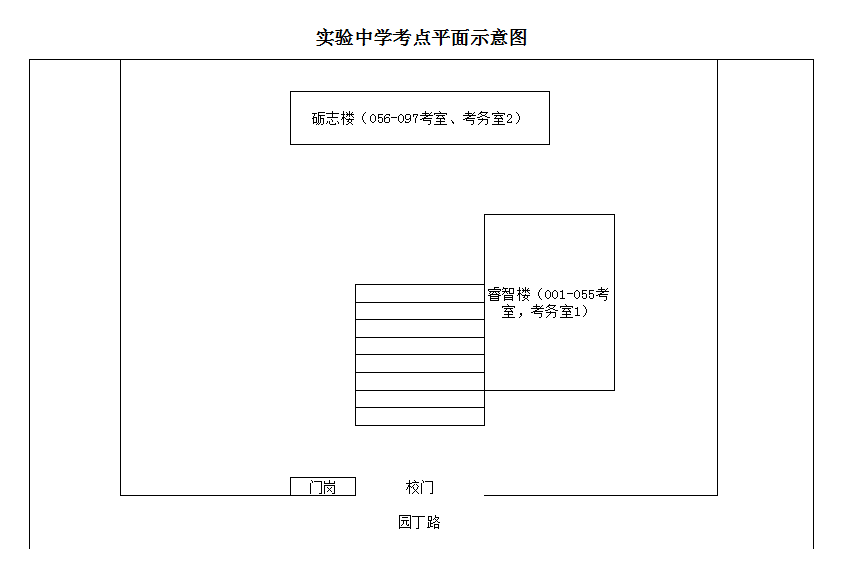 实验中学考点平面示意图
砺志楼（056-097考室、考务室2）
睿智楼（001-055考
室，考务室1）
门岗
校门
园丁路